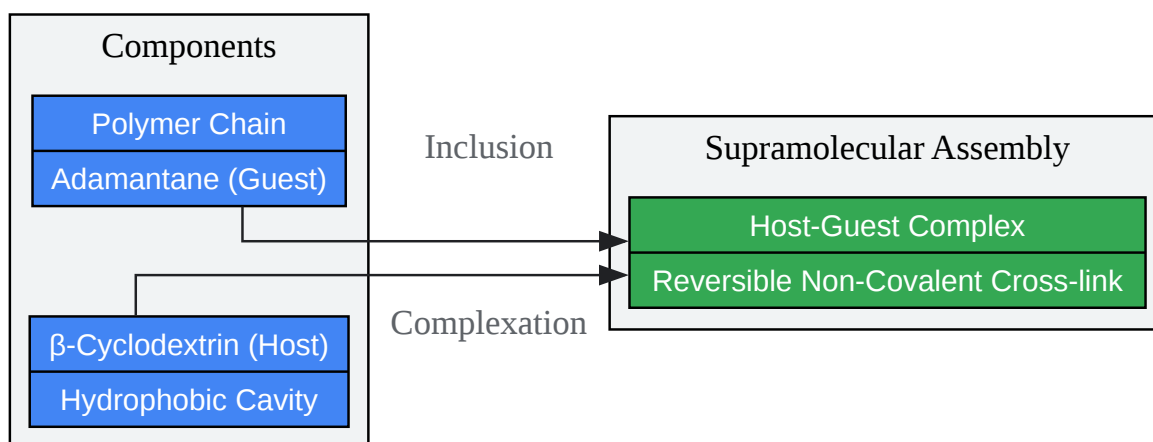 Components
Polymer Chain
Adamantane (Guest)
β-Cyclodextrin (Host)
Hydrophobic Cavity
Inclusion
Complexation
Supramolecular Assembly
Host-Guest Complex
Reversible Non-Covalent Cross-link